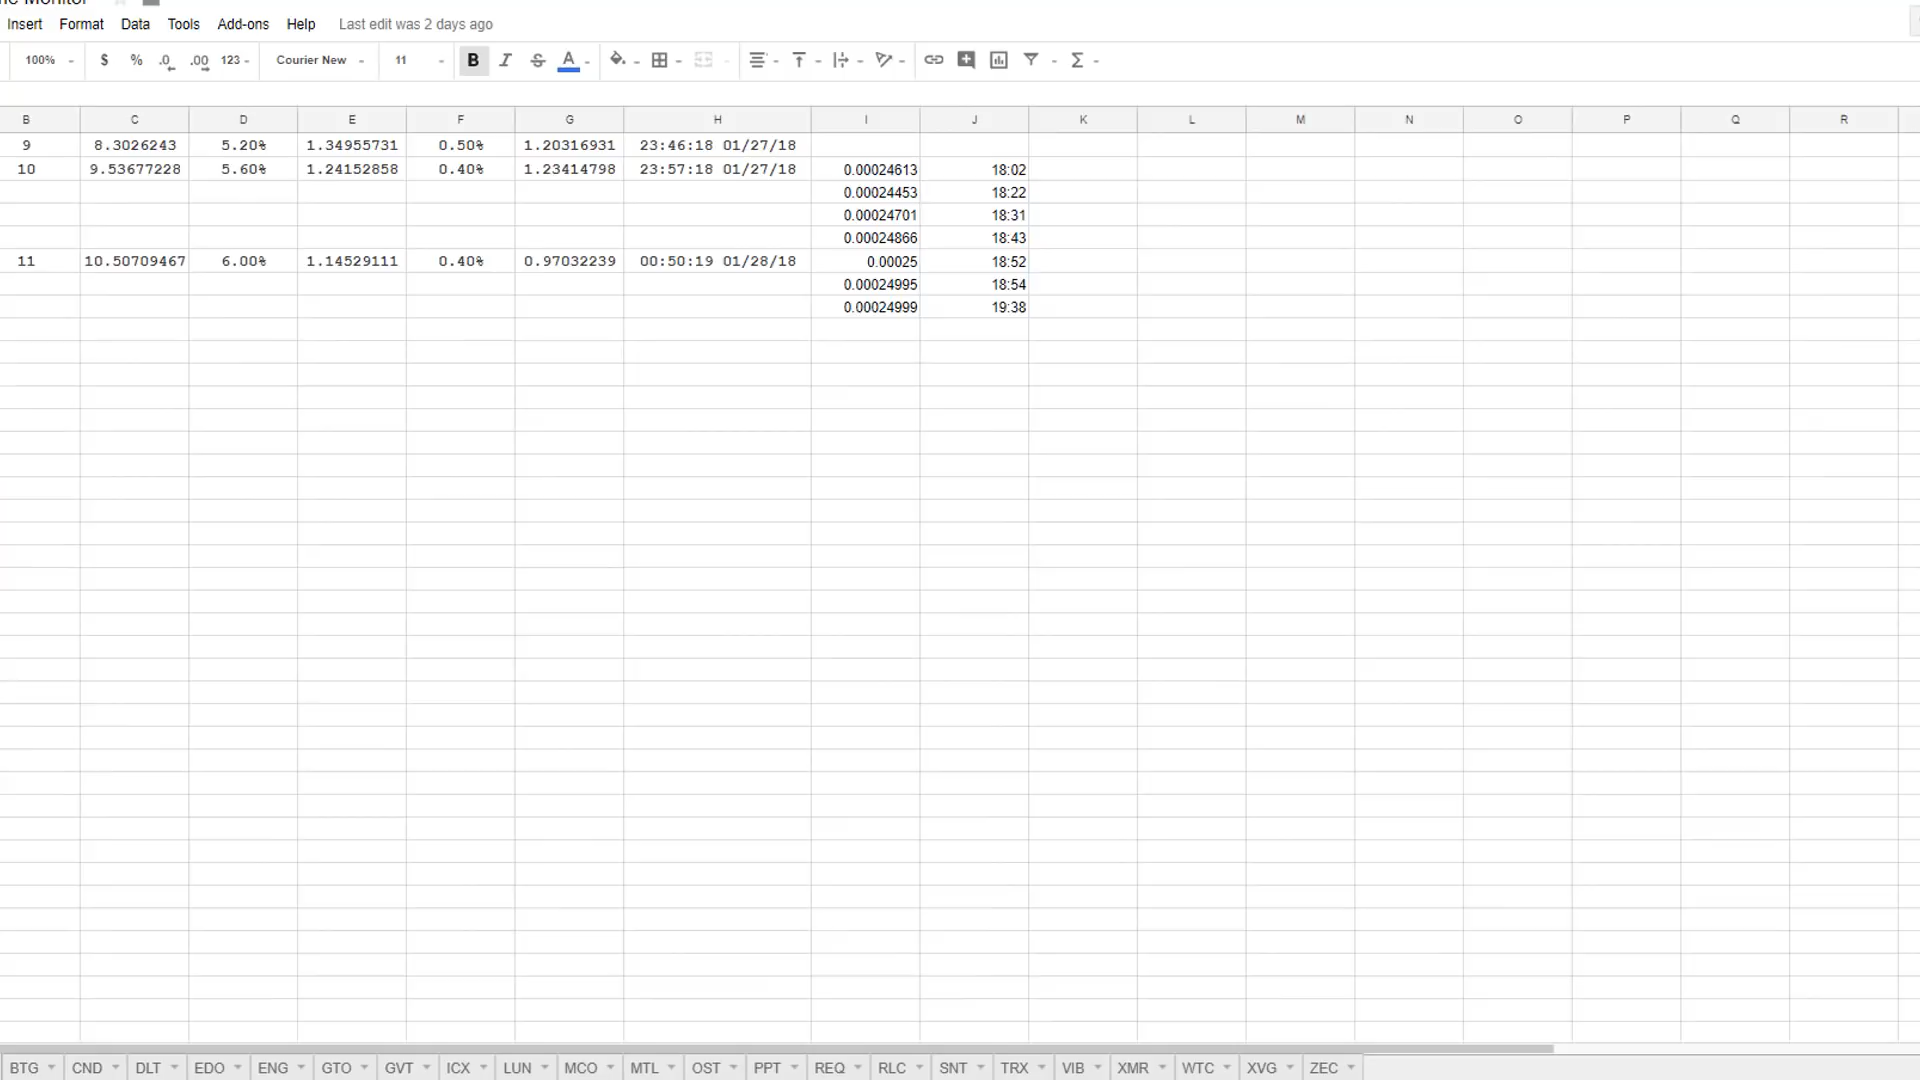 Insert Format Data Tools Add-ons Help Last edit was 2 days ago
100% $ % .0 .00 123 Courier New 11 B I S A Σ
B C D E F G H I J K L M N O P Q R
9 8.3026243 5.20% 1.34955731 0.50% 1.20316931 23:46:18 01/27/18
10 9.53677228 5.60% 1.24152858 0.40% 1.23414798 23:57:18 01/27/18 0.00024613 18:02
0.00024453 18:22
0.00024701 18:31
0.00024866 18:43
11 10.50709467 6.00% 1.14529111 0.40% 0.97032239 00:50:19 01/28/18 0.00025 18:52
0.00024995 18:54
0.00024999 19:38
BTG CND DLT EDO ENG GTO GVT ICX LUN MCO MTL OST PPT REQ RLC SNT TRX VIB XMR WTC XVG ZEC